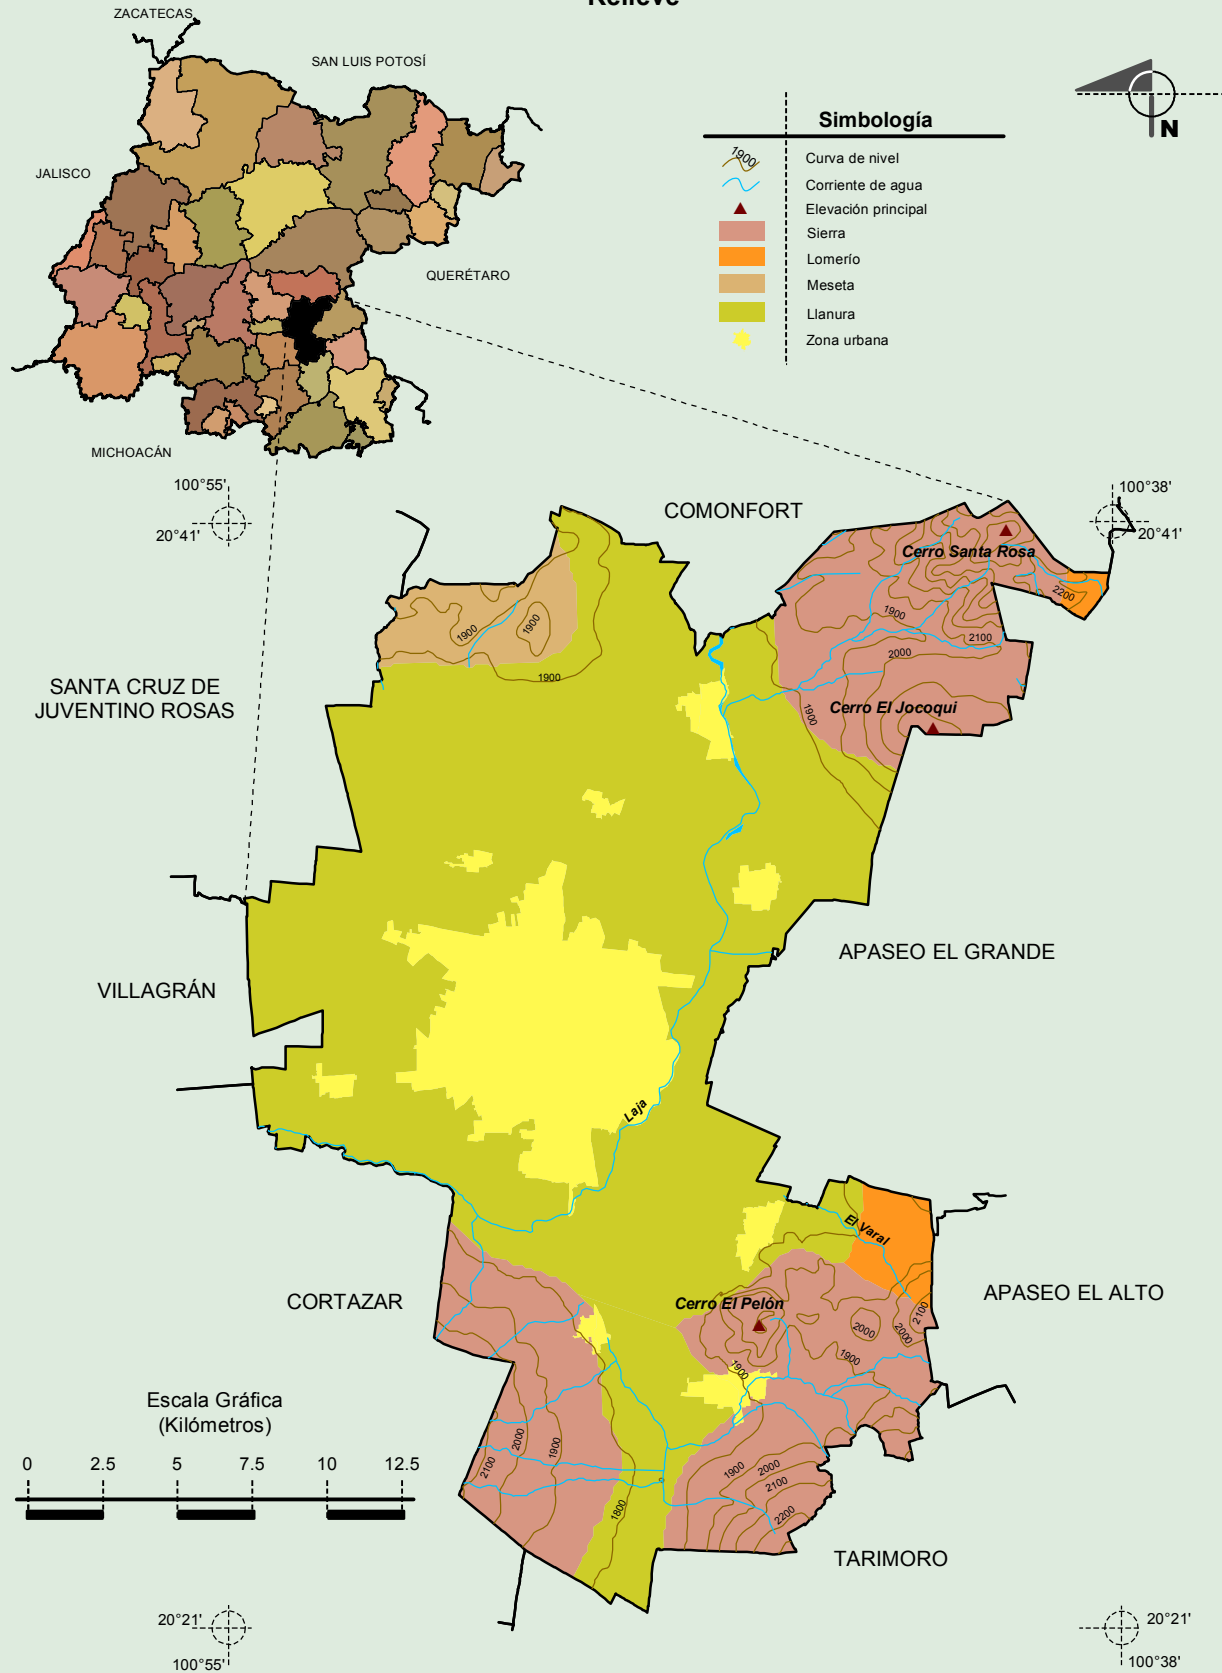 Relieve
ZACATECAS
SAN LUIS POTOSÍ
JALISCO
QUERÉTARO
MICHOACÁN
N
Simbología
1900
Curva de nivel
Corriente de agua
Elevación principal
Sierra
Lomerío
Meseta
Llanura
Zona urbana
100°55'
20°41'
100°38'
20°41'
COMONFORT
Cerro Santa Rosa
2200
1900
2100
2000
1900
1900
1900
Cerro El Jocoqui
1900
SANTA CRUZ DE
JUVENTINO ROSAS
APASEO EL GRANDE
VILLAGRÁN
Laja
El Varal
CORTAZAR
APASEO EL ALTO
Cerro El Pelón
2100
2000
2000
1900
1900
Escala Gráfica
(Kilómetros)
0 2.5 5 7.5 10 12.5
2000
1900
2100
1800
1900
2000
2100
2200
TARIMORO
20°21'
100°55'
20°21'
100°38'